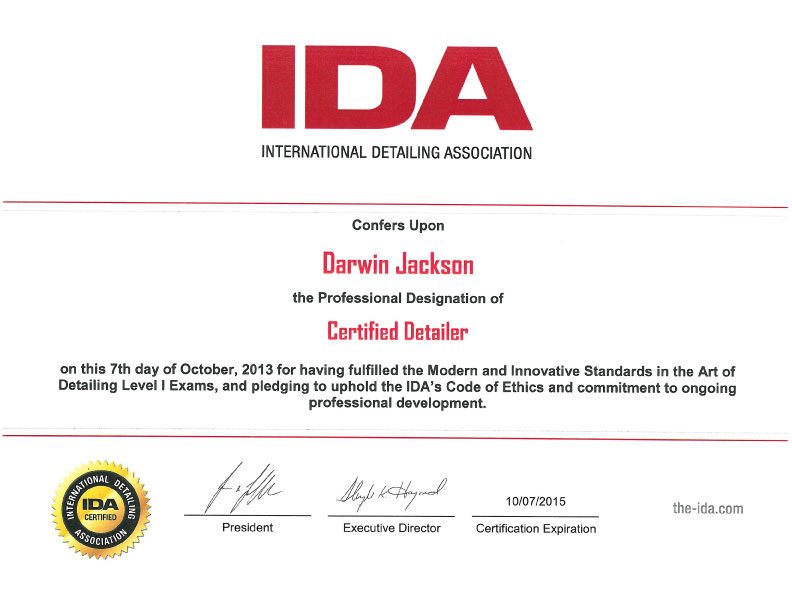 IDA
INTERNATIONAL DETAILING ASSOCIATION
Confers Upon
Darwin Jackson
the Professional Designation of
Certified Detailer
on this 7th day of October, 2013 for having fulfilled the Modern and Innovative Standards in the Art of
Detailing Level I Exams, and pledging to uphold the IDA's Code of Ethics and commitment to ongoing
professional development.
INTERNATIONAL DETAILING
IDA
CERTIFIED
ASSOCIATION
10/07/2015
the-ida.com
President
Executive Director
Certification Expiration